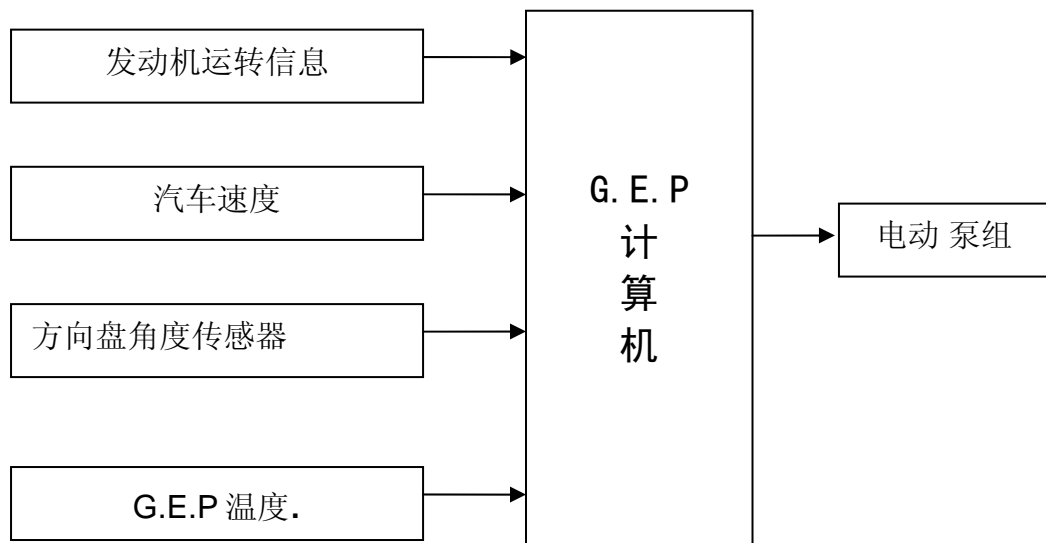 发动机运转信息
汽车速度
方向盘角度传感器
G.E.P 温度.
G.E.P
计
算
机
电动 泵组